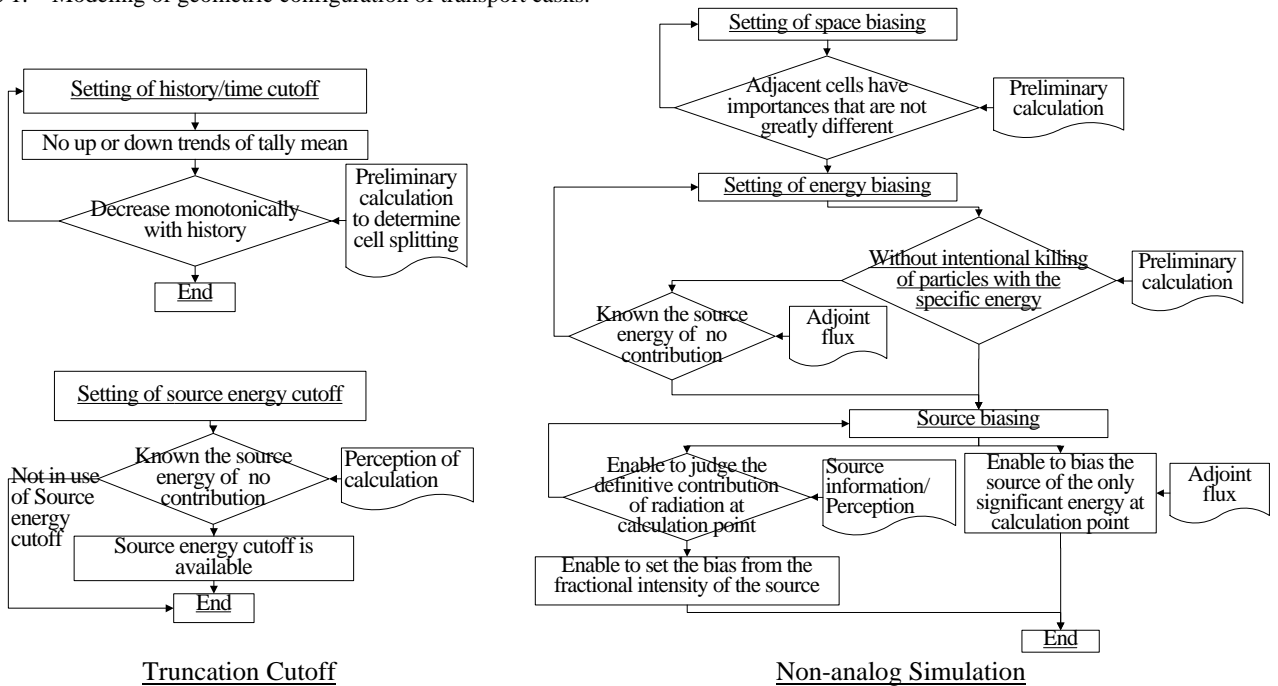 Modeling of geometric configuration of transport casks.
Setting of history/time cutoff
No up or down trends of tally mean
Decrease monotonically
with history
Preliminary
calculation
to determine
cell splitting
End
Setting of source energy cutoff
Known the source
energy of no
contribution
Perception of
calculation
Not in use
of Source
energy
cutoff
Source energy cutoff is
available
End
Truncation Cutoff
Setting of space biasing
Adjacent cells have
importances that are not
greatly different
Preliminary
calculation
Setting of energy biasing
Without intentional killing
of particles with the
specific energy
Preliminary
calculation
Known the source
energy of no
contribution
Adjoint
flux
Source biasing
Enable to judge the
definitive contribution
of radiation at
calculation point
Source
information/
Perception
Enable to bias the
source of the only
significant energy at
calculation point
Adjoint
flux
Enable to set the bias from the
fractional intensity of the source
End
Non-analog Simulation